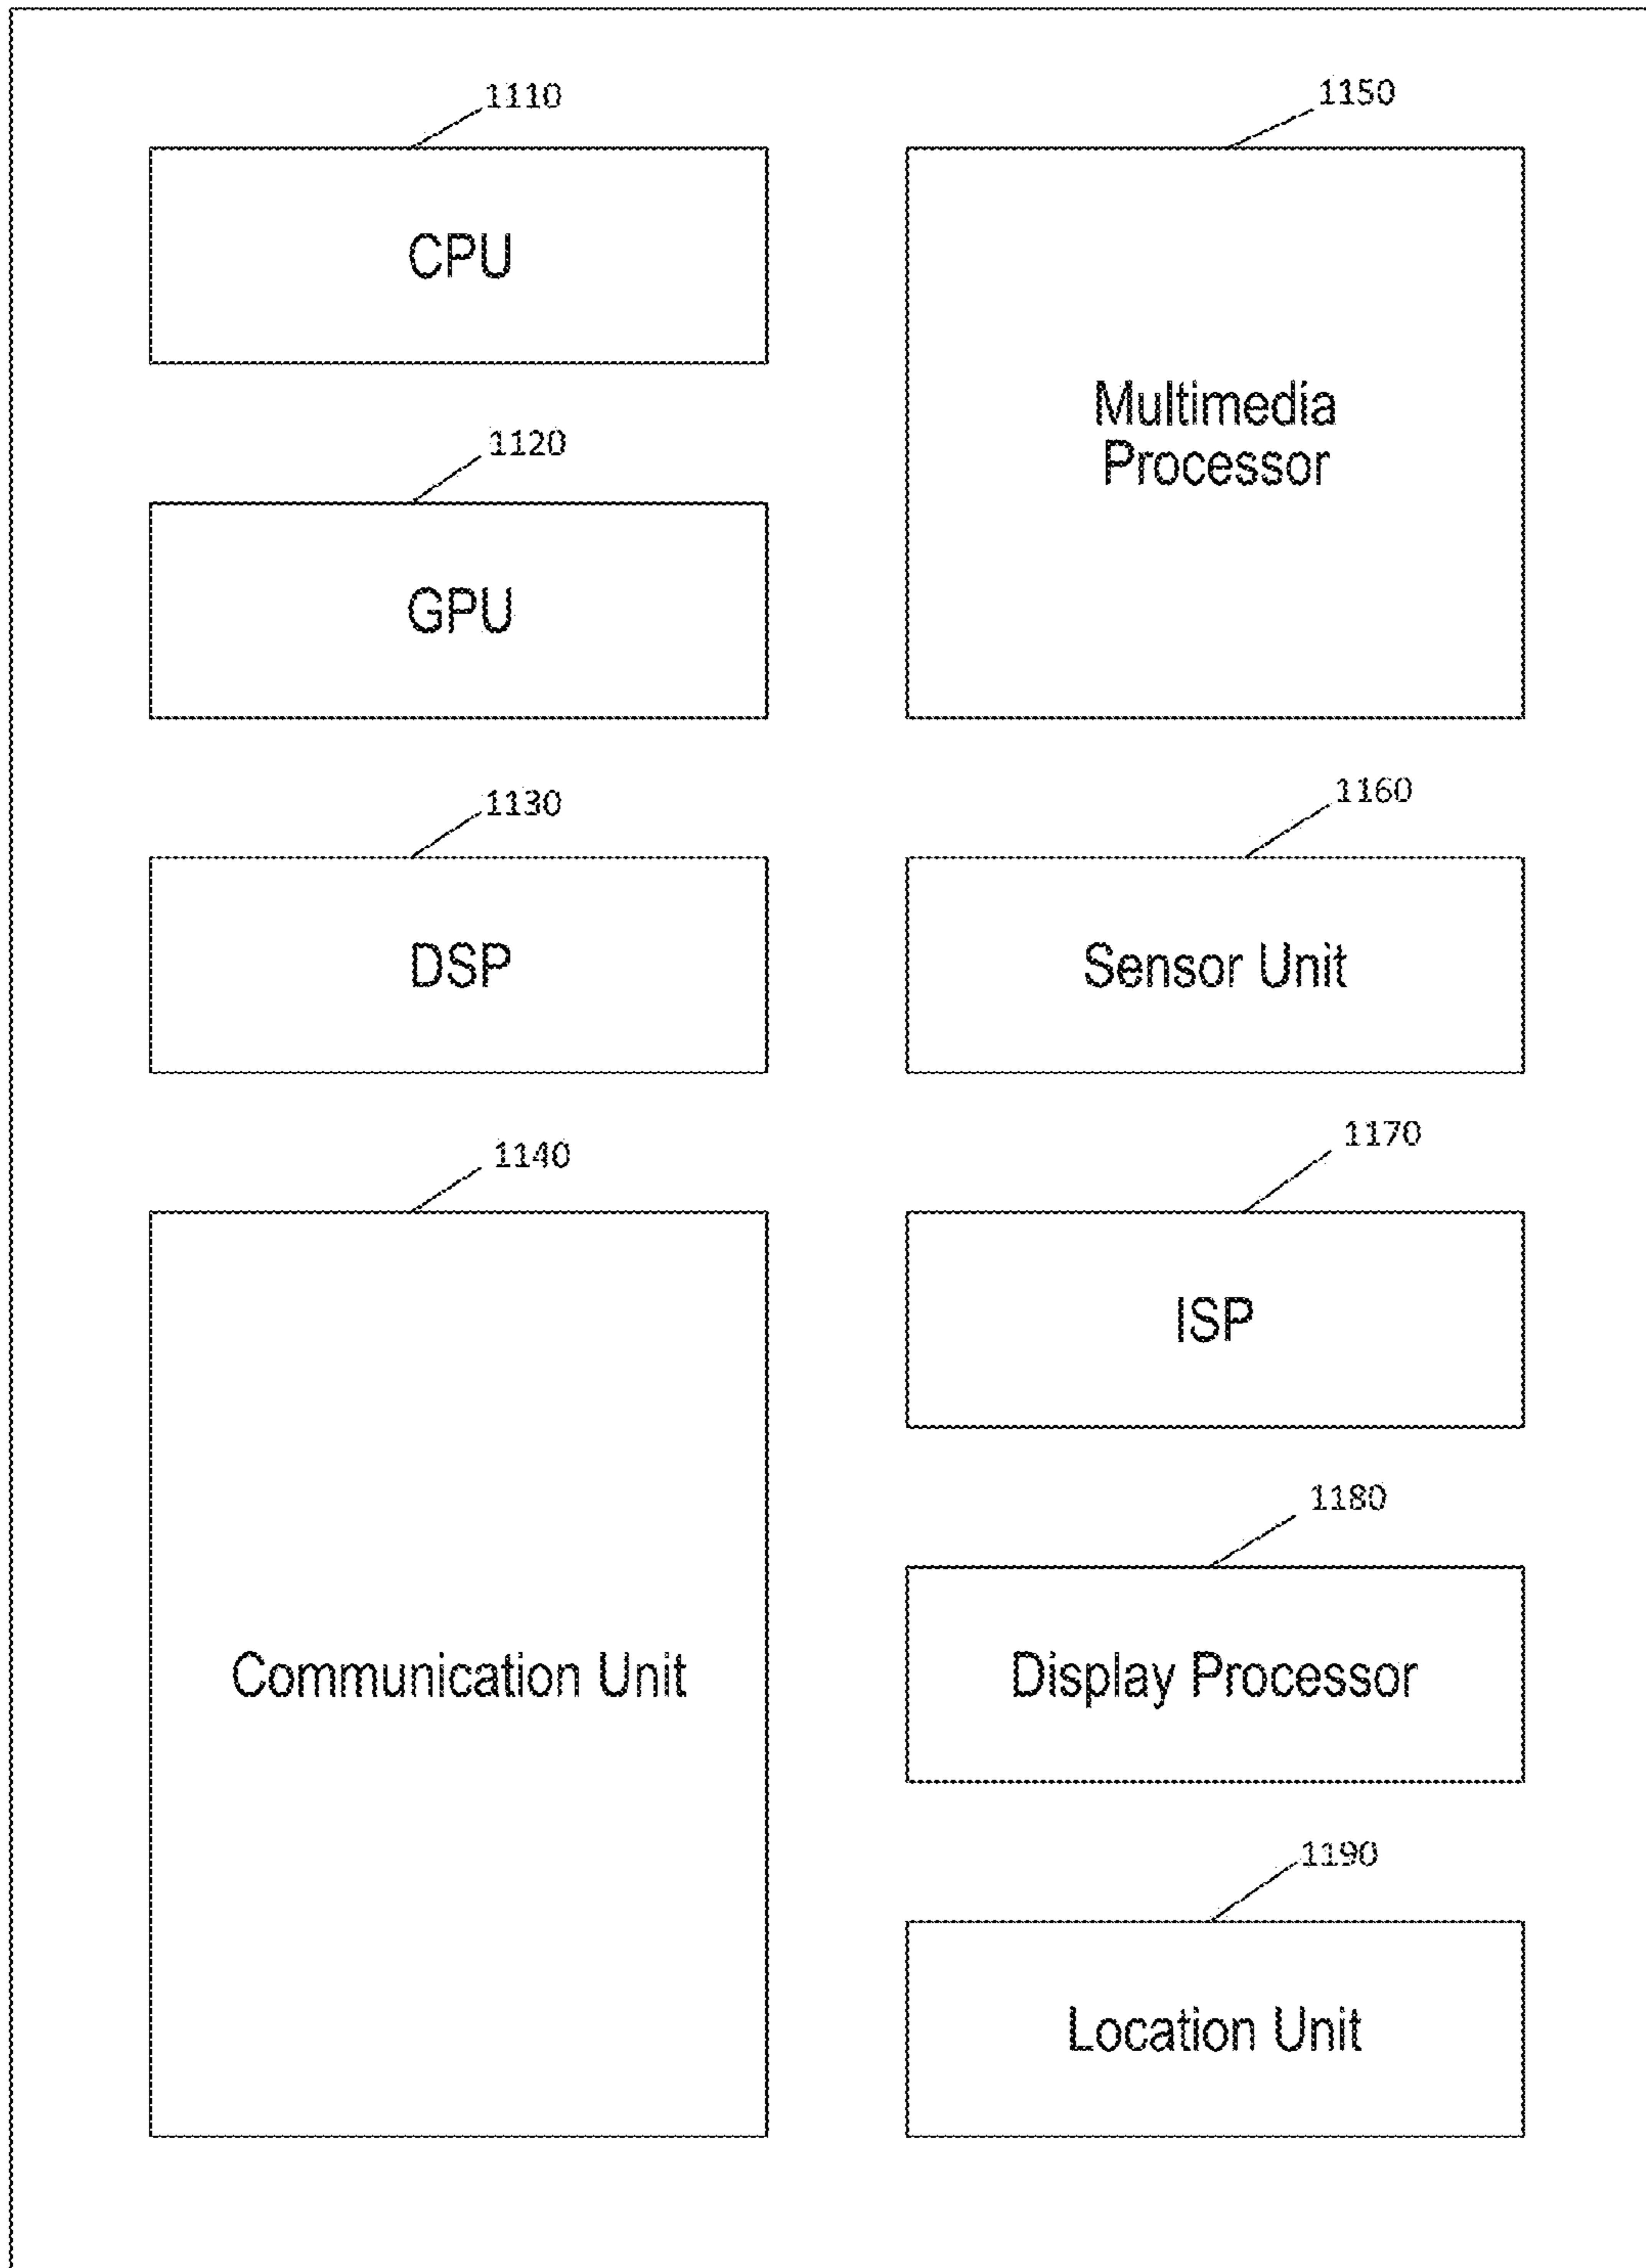 1110
CPU
1120
GPU
1130
DSP
1140
Communication Unit
1150
Multimedia
Processor
1160
Sensor Unit
1170
ISP
1180
Display Processor
1190
Location Unit